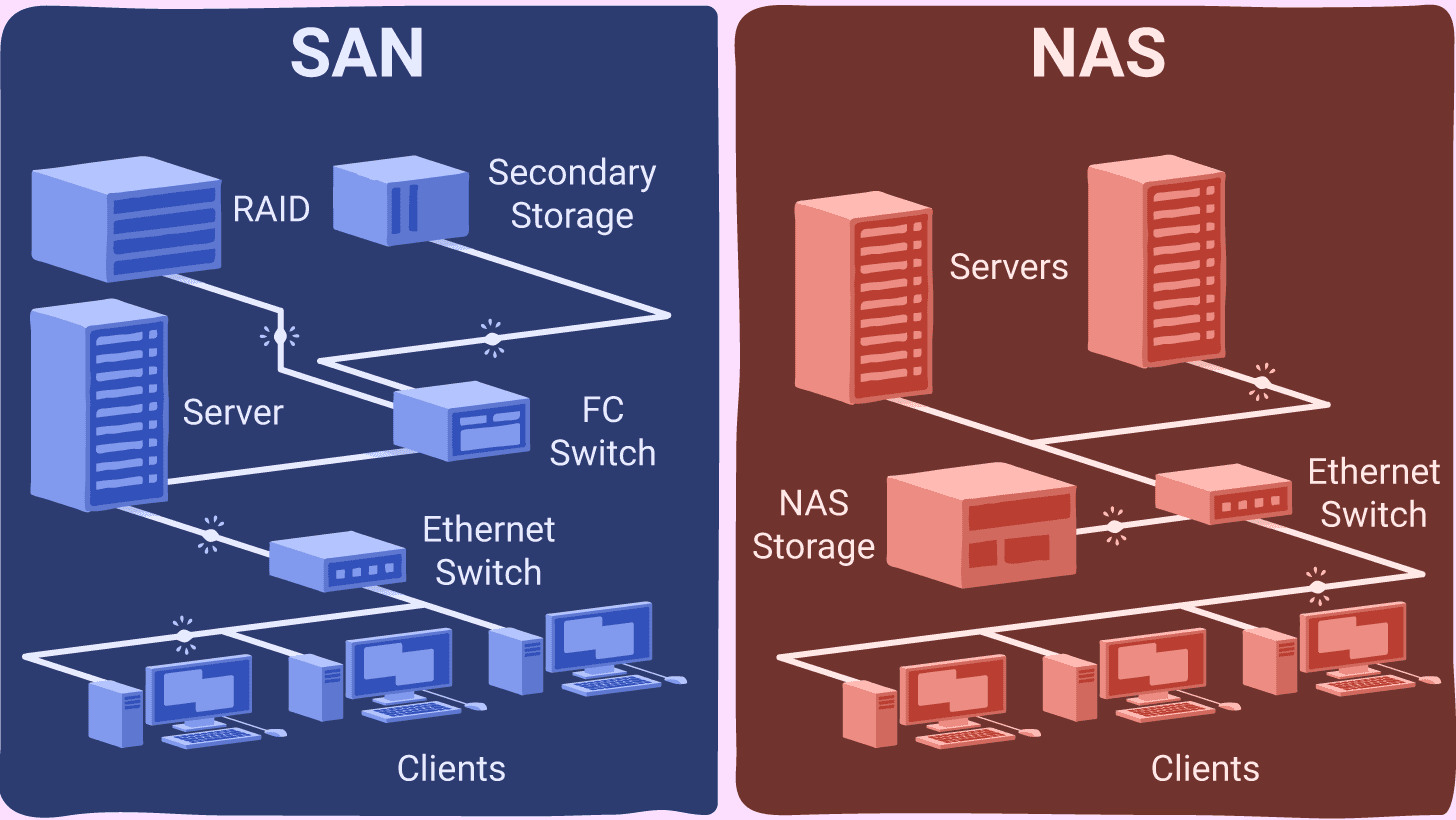 SAN
RAID
Secondary
Storage
Server
FC
Switch
Ethernet
Switch
Clients
NAS
Servers
NAS
Storage
Ethernet
Switch
Clients